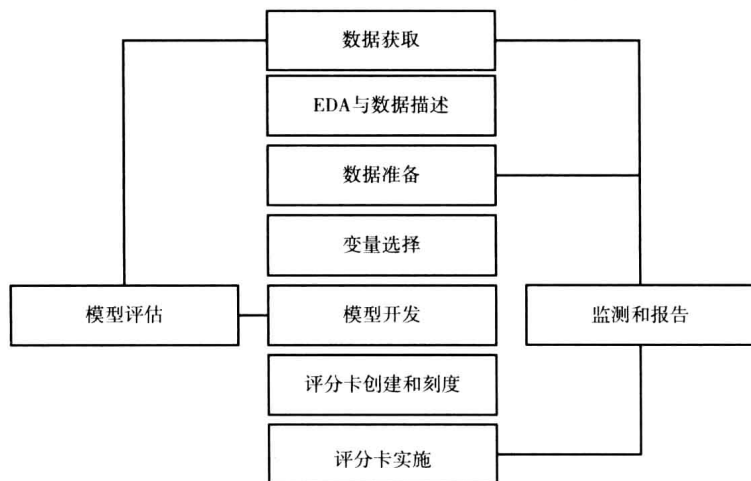 数据获取
EDA与数据描述
数据准备
变量选择
模型评估
模型开发
监测和报告
评分卡创建和刻度
评分卡实施